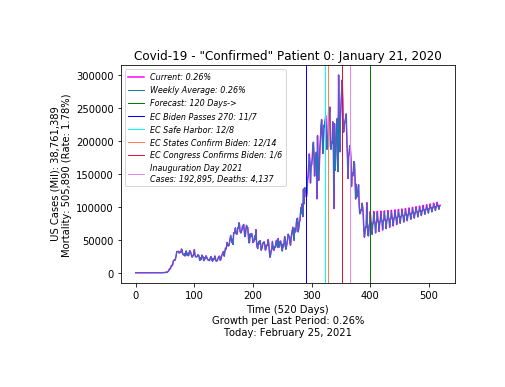 Covid-19 - "Confirmed" Patient 0: January 21, 2020
Current: 0.26%
Weekly Average: 0.26%
Forecast: 120 Days->
EC Biden Passes 270: 11/7
EC Safe Harbor: 12/8
EC States Confirm Biden: 12/14
EC Congress Confirms Biden: 1/6
Inauguration Day 2021
Cases: 192,895, Deaths: 4,137
US Cases (Mil): 38,761,389
Mortality: 505,890 (Rate: 1.78%)
300000
250000
200000
150000
100000
50000
0
0 100 200 300 400 500
Time (520 Days)
Growth per Last Period: 0.26%
Today: February 25, 2021